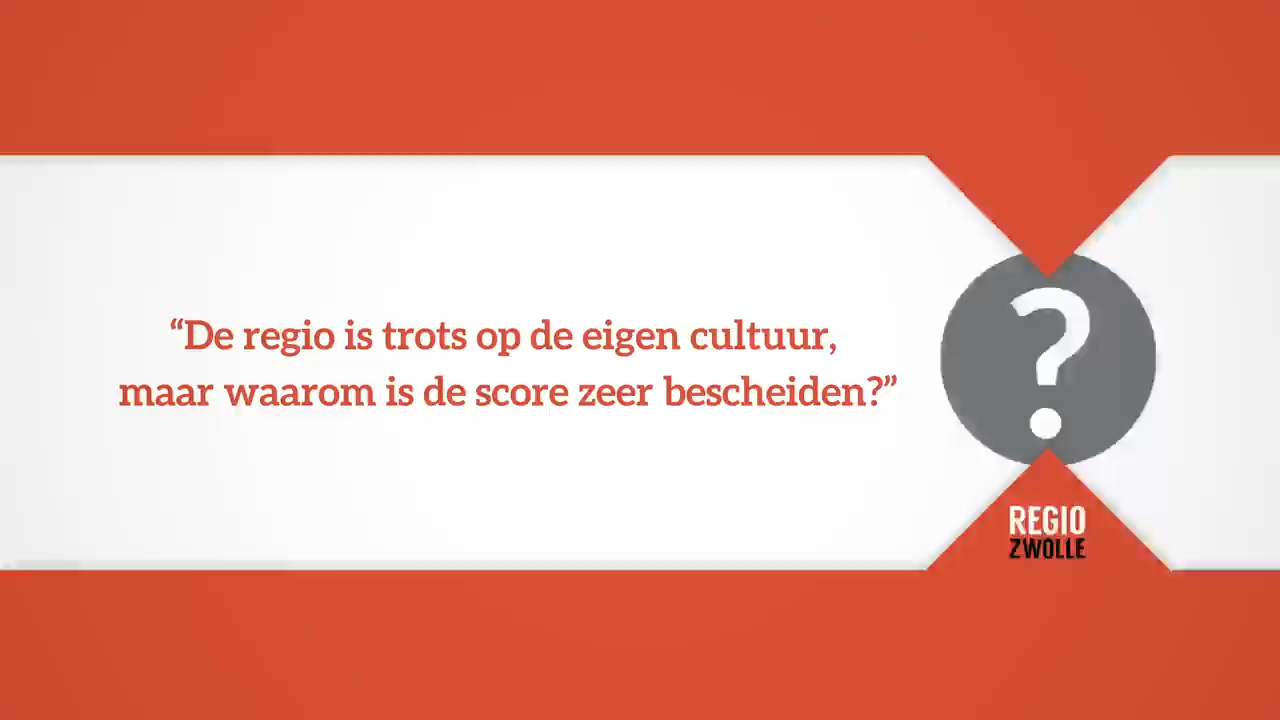 “De regio is trots op de eigen cultuur,
maar waarom is de score zeer bescheiden?”
?
REGIO
ZWOLLE